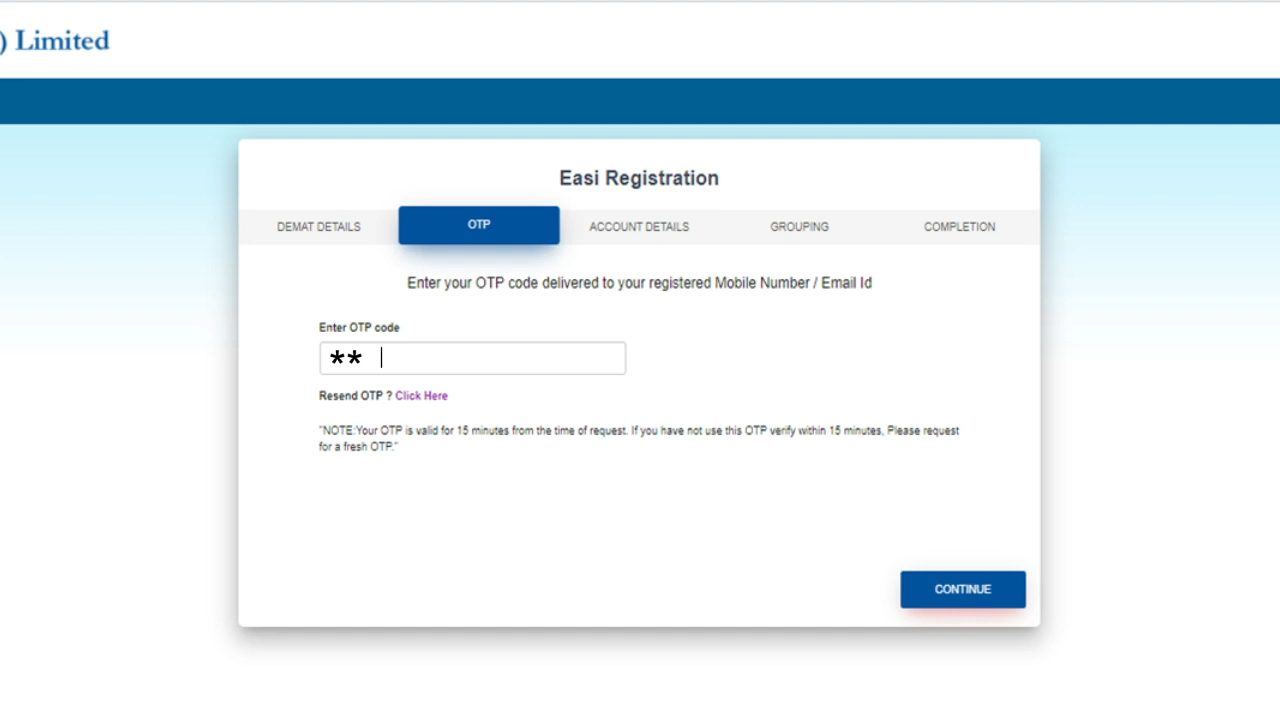 ) Limited
Easi Registration
DEMAT DETAILS
OTP
ACCOUNT DETAILS
GROUPING
COMPLETION
Enter your OTP code delivered to your registered Mobile Number / Email Id
Enter OTP code
**
Resend OTP ? Click Here
"NOTE:Your OTP is valid for 15 minutes from the time of request. If you have not use this OTP verify within 15 minutes, Please request
for a fresh OTP."
CONTINUE